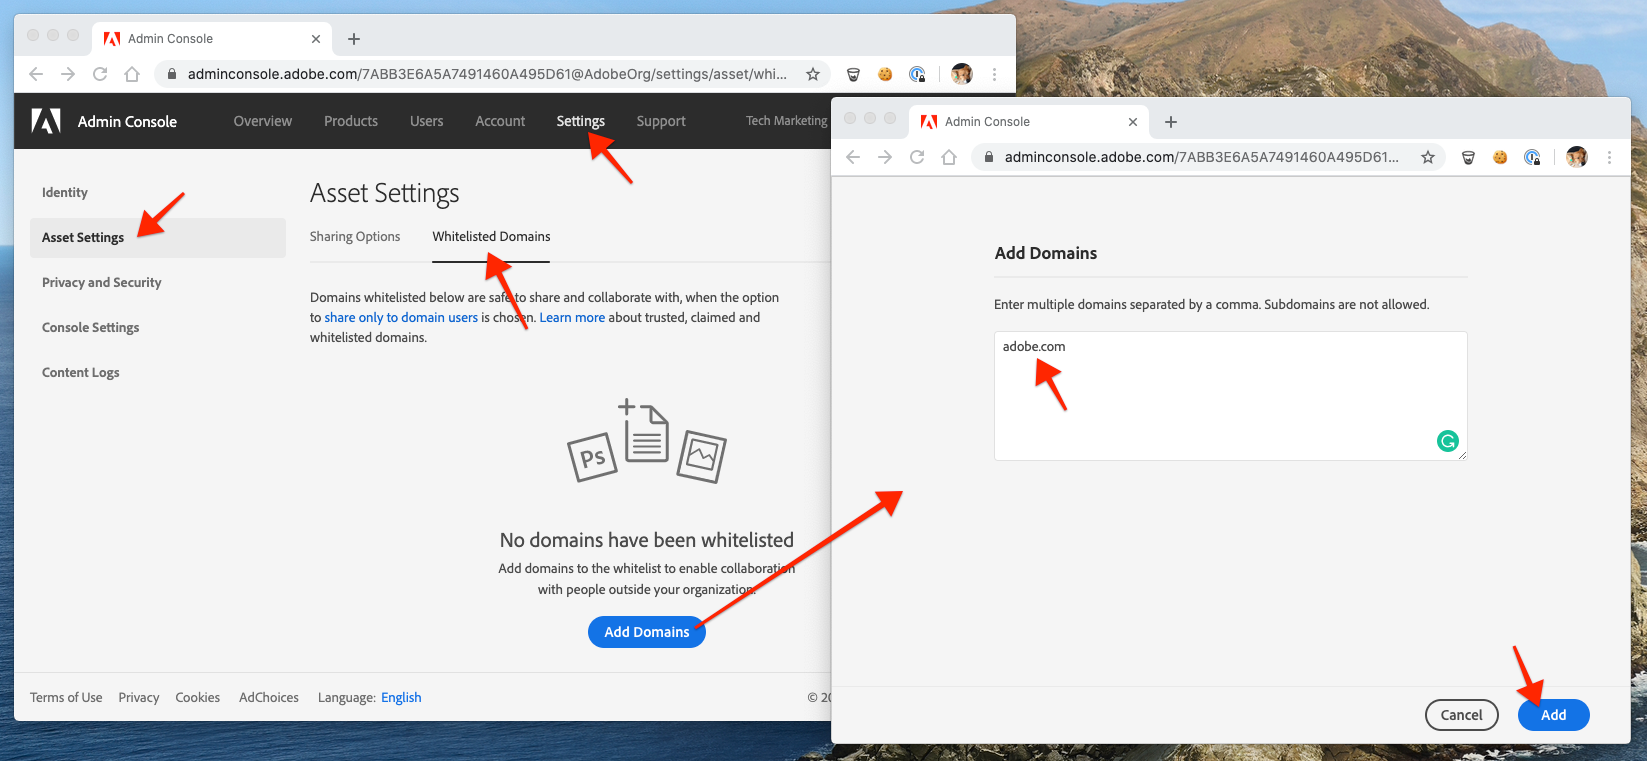 Admin Console
adminconsole.adobe.com/7ABB3E6A5A7491460A495D61@AdobeOrg/settings/asset/whi...
Admin Console
Overview
Products
Users
Account
Settings
Support
Tech Marketing
Identity
Asset Settings
Privacy and Security
Console Settings
Content Logs
Asset Settings
Sharing Options
Whitelisted Domains
Domains whitelisted below are safe to share and collaborate with, when the option
to share only to domain users is chosen. Learn more about trusted, claimed and
whitelisted domains.
Ps
No domains have been whitelisted
Add domains to the whitelist to enable collaboration
with people outside your organization.
Add Domains
Terms of Use
Privacy
Cookies
AdChoices
Language: English
© 20
Admin Console
adminconsole.adobe.com/7ABB3E6A5A7491460A495D61...
Add Domains
Enter multiple domains separated by a comma. Subdomains are not allowed.
adobe.com
Cancel
Add